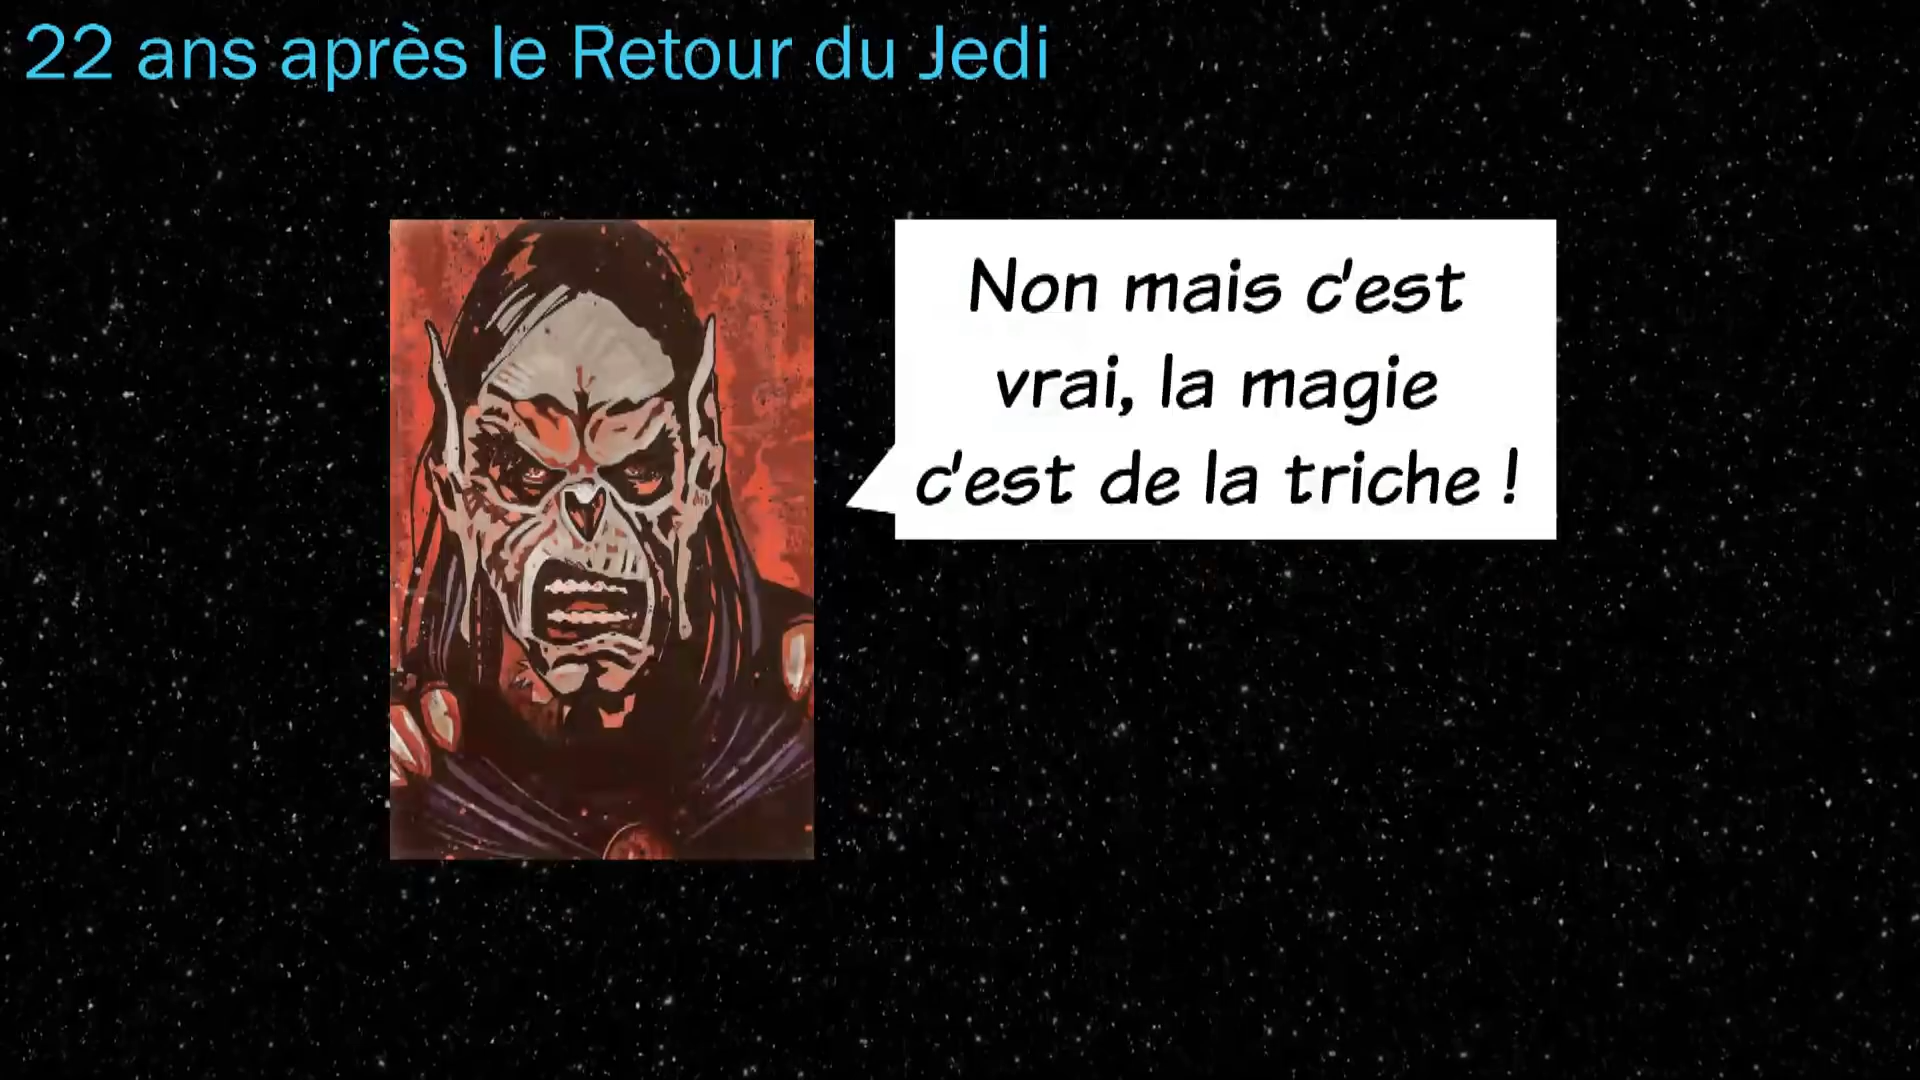 22 ans après le Retour du Jedi
Non mais c'est
vrai, la magie
c'est de la triche !